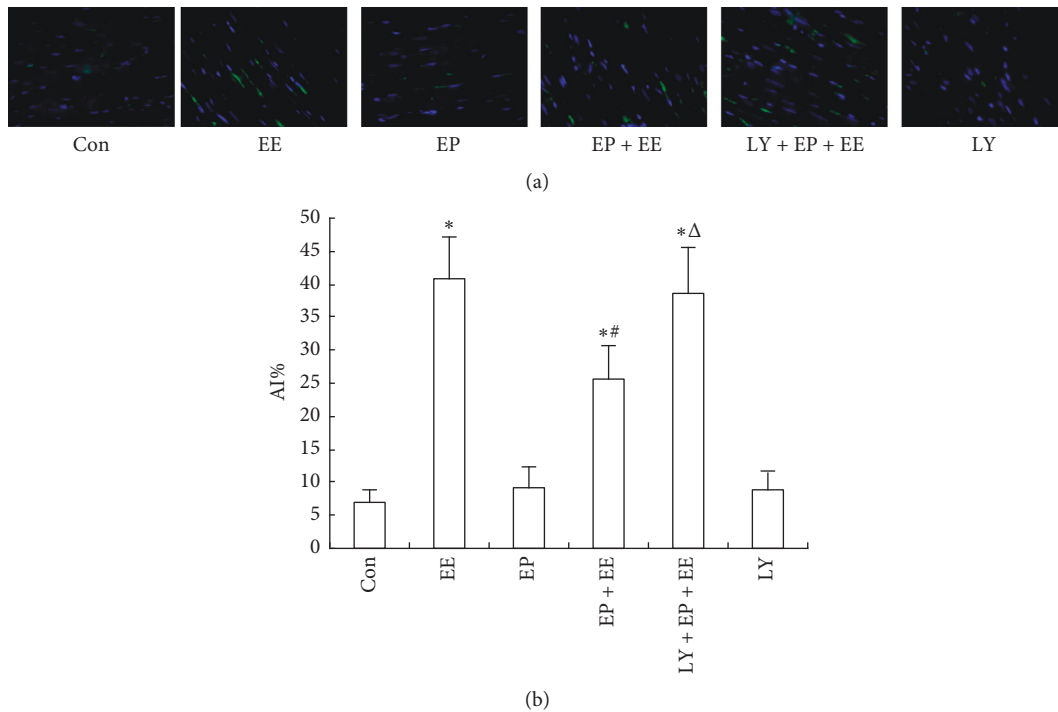 Con EE EP EP + EE LY + EP + EE LY
(a)
50
45
40
35
30
25
20
15
10
5
0
AI%
*
*#
*Δ
Con
EE
EP
EP + EE
LY + EP + EE
LY
(b)